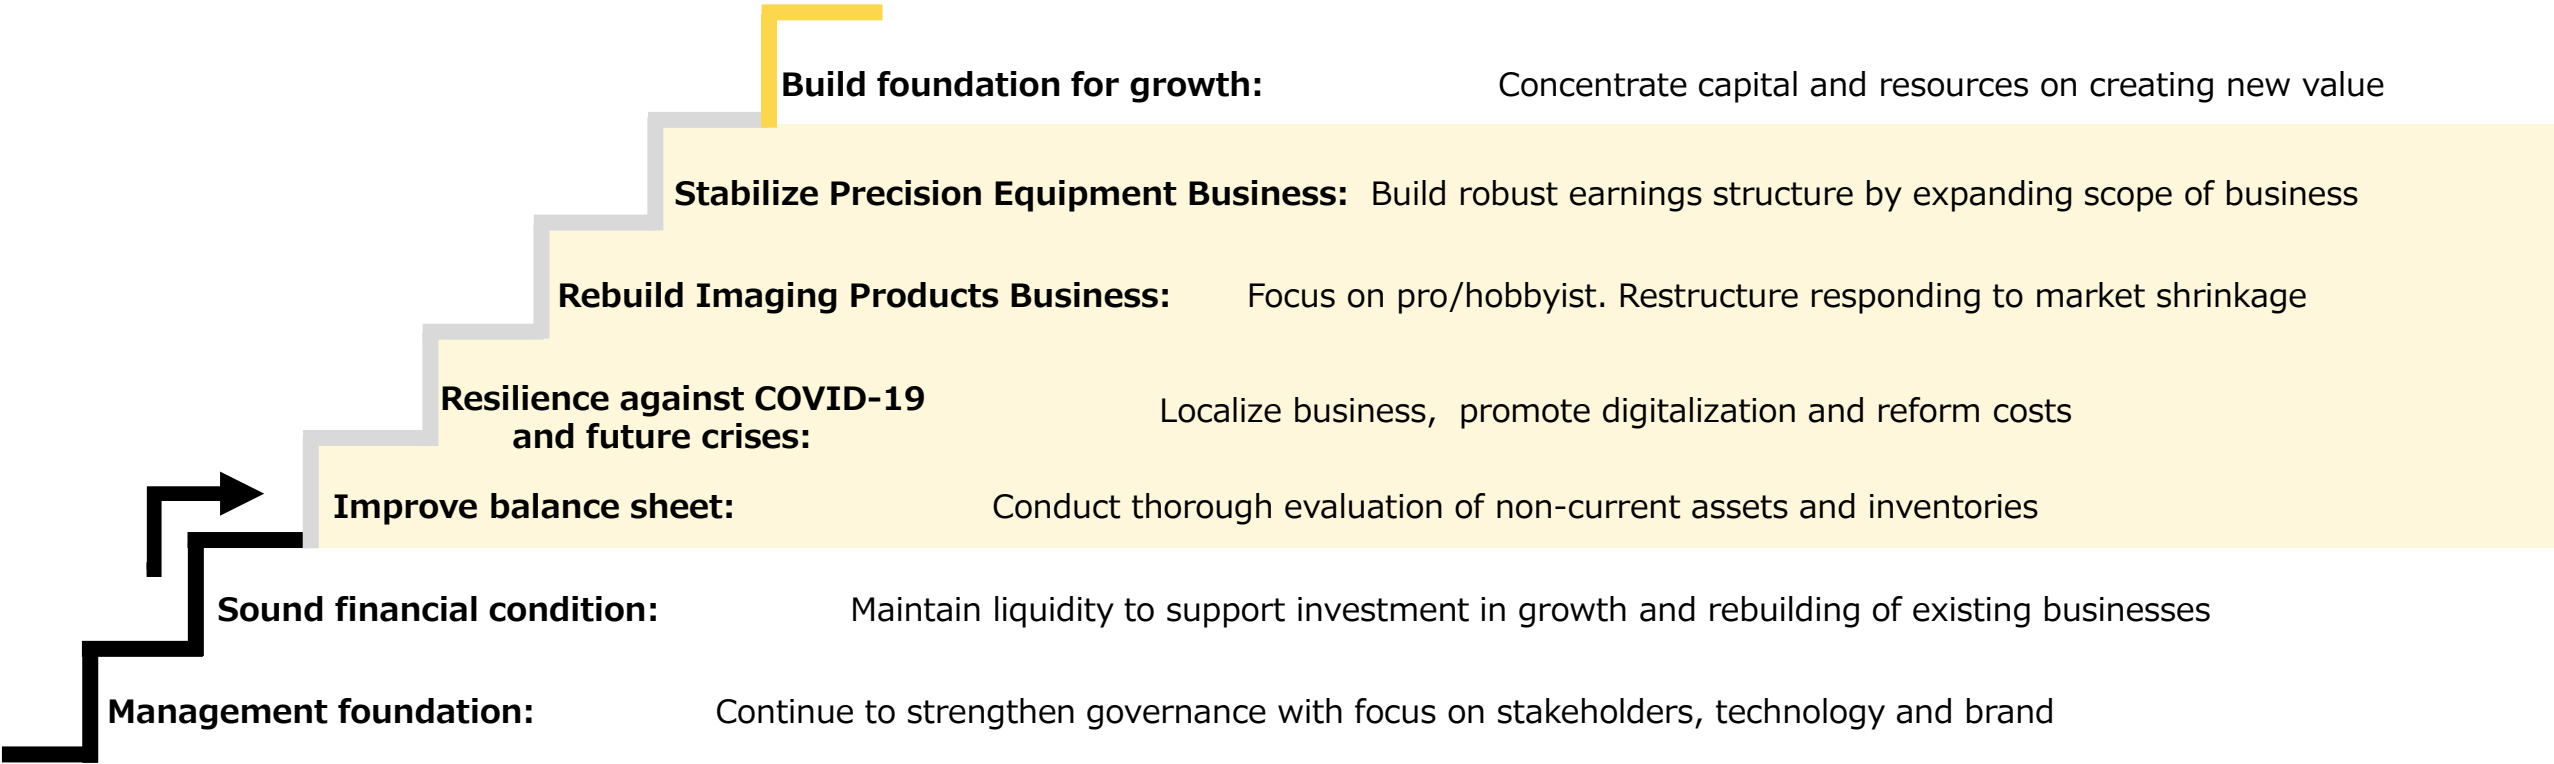 Build foundation for growth: Concentrate capital and resources on creating new value
Stabilize Precision Equipment Business: Build robust earnings structure by expanding scope of business
Rebuild Imaging Products Business: Focus on pro/hobbyist. Restructure responding to market shrinkage
Resilience against COVID-19
and future crises:
Localize business, promote digitalization and reform costs
Improve balance sheet: Conduct thorough evaluation of non-current assets and inventories
Sound financial condition: Maintain liquidity to support investment in growth and rebuilding of existing businesses
Management foundation: Continue to strengthen governance with focus on stakeholders, technology and brand